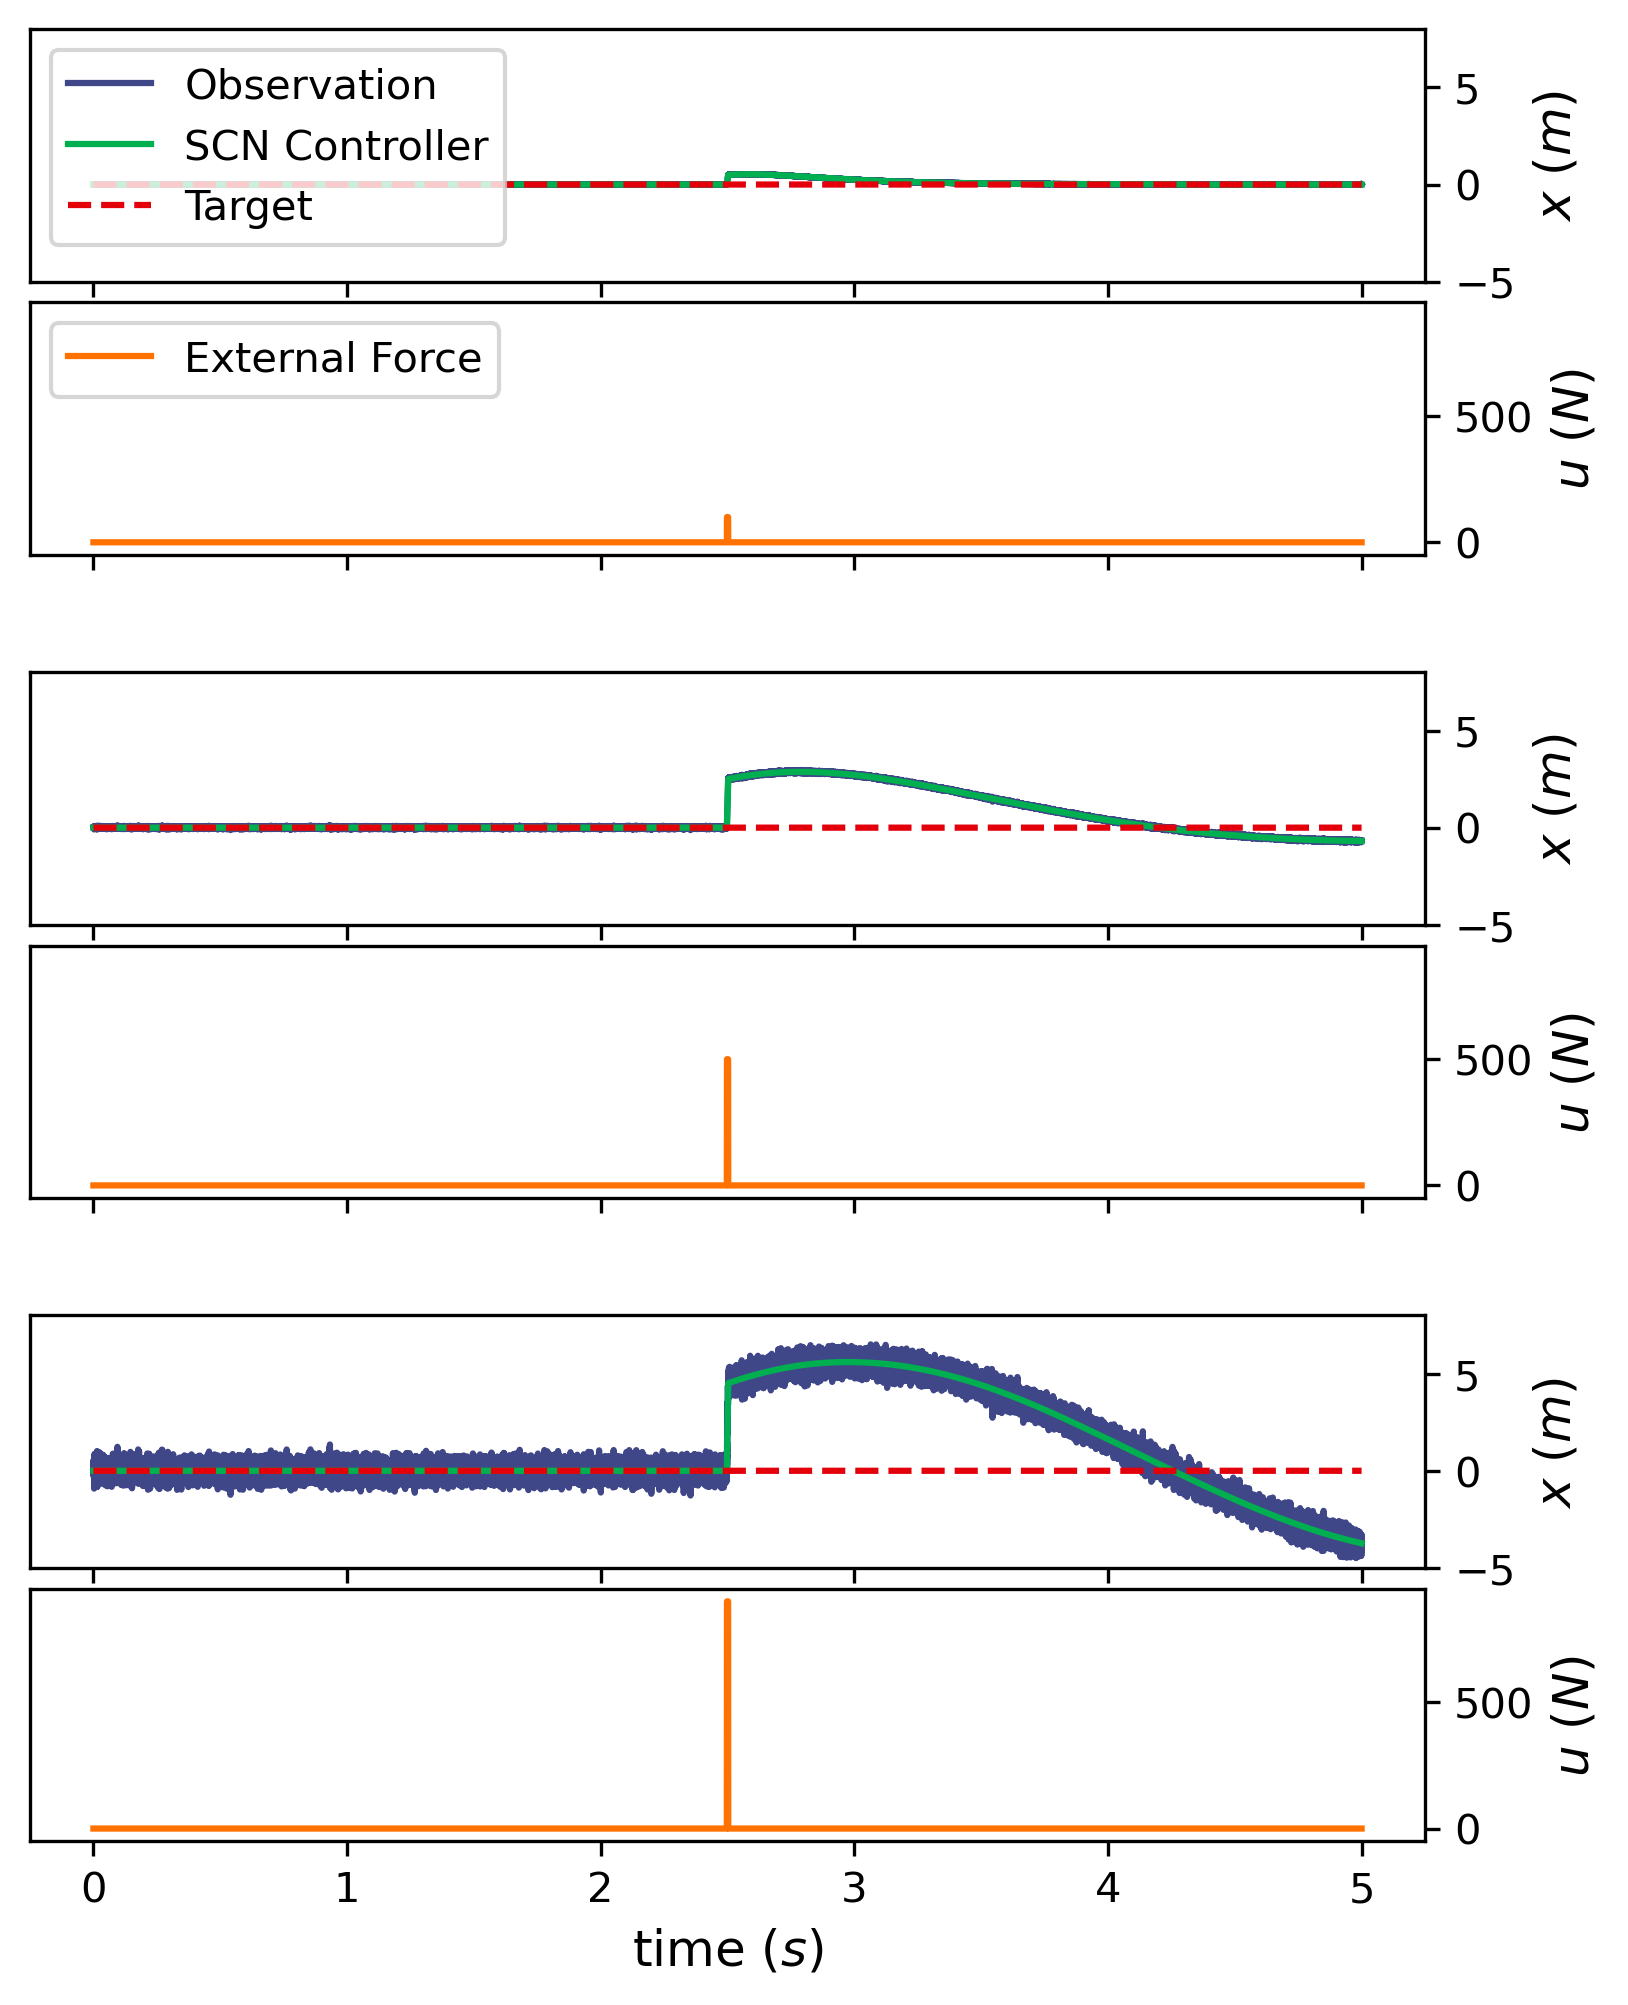 Observation
SCN Controller
Target
5
0
−5
x (m)
External Force
500
0
u (N)
5
0
−5
x (m)
500
0
u (N)
5
0
−5
x (m)
500
0
u (N)
0 1 2 3 4 5
time (s)